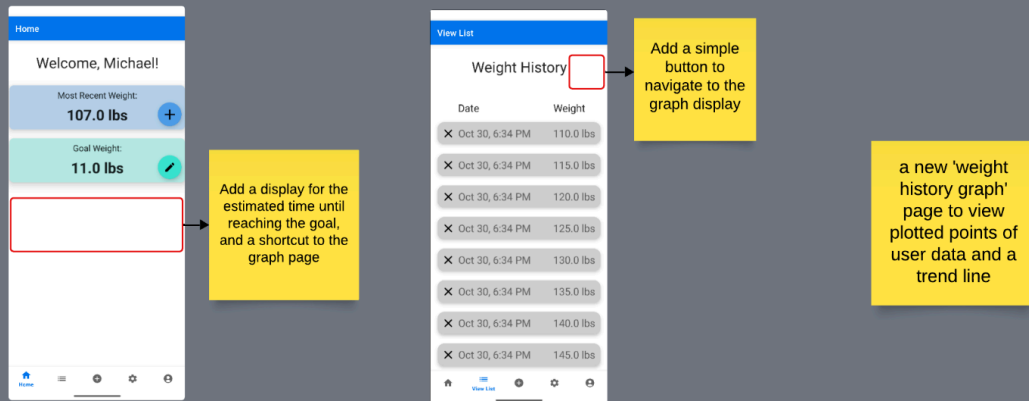 Home
Welcome, Michael!
Most Recent Weight:
107.0 lbs
Goal Weight:
11.0 lbs
Home
Add a display for the
estimated time until
reaching the goal,
and a shortcut to the
graph page
View List
Weight History
Date Weight
Oct 30, 6:34 PM 110.0 lbs
Oct 30, 6:34 PM 115.0 lbs
Oct 30, 6:34 PM 120.0 lbs
Oct 30, 6:34 PM 125.0 lbs
Oct 30, 6:34 PM 130.0 lbs
Oct 30, 6:34 PM 135.0 lbs
Oct 30, 6:34 PM 140.0 lbs
Oct 30, 6:34 PM 145.0 lbs
View List
Add a simple
button to
navigate to the
graph display
a new 'weight
history graph'
page to view
plotted points of
user data and a
trend line